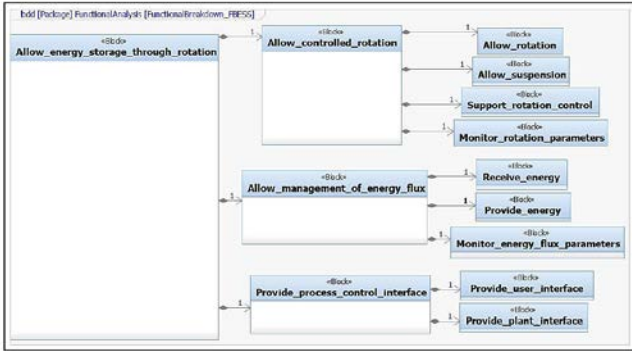 bdd [Package] FunctionalAnalysis [FunctionalBreakdown_FBESS]
«Block»
Allow_energy_storage_through_rotation
1
«Block»
Allow_controlled_rotation
1
«Block»
Allow_rotation
1
«Block»
Allow_suspension
1
«Block»
Support_rotation_control
1
«Block»
Monitor_rotation_parameters
1
«Block»
Allow_management_of_energy_flux
1
«Block»
Receive_energy
1
«Block»
Provide_energy
1
«Block»
Monitor_energy_flux_parameters
1
«Block»
Provide_process_control_interface
1
«Block»
Provide_user_interface
1
«Block»
Provide_plant_interface